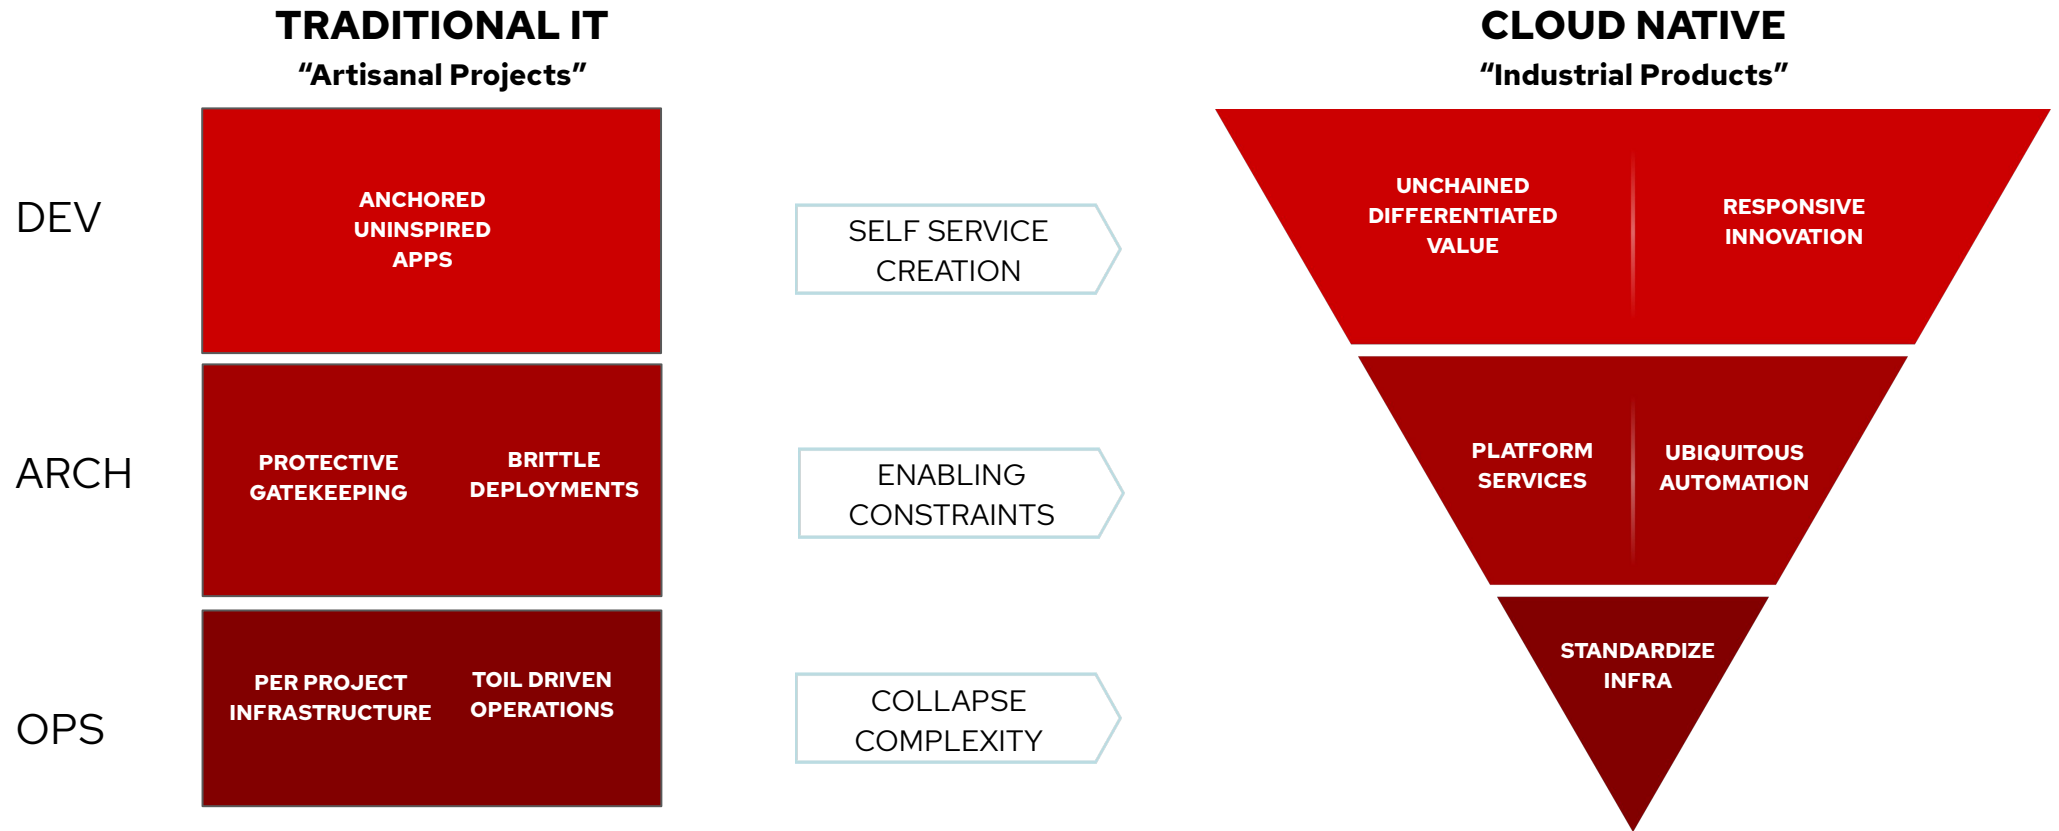 TRADITIONAL IT
“Artisanal Projects”
CLOUD NATIVE
“Industrial Products”
DEV
ANCHORED
UNINSPIRED
APPS
SELF SERVICE
CREATION
UNCHAINED
DIFFERENTIATED
VALUE
RESPONSIVE
INNOVATION
ARCH
PROTECTIVE
GATEKEEPING
BRITTLE
DEPLOYMENTS
ENABLING
CONSTRAINTS
PLATFORM
SERVICES
UBIQUITOUS
AUTOMATION
OPS
PER PROJECT
INFRASTRUCTURE
TOIL DRIVEN
OPERATIONS
COLLAPSE
COMPLEXITY
STANDARDIZE
INFRA